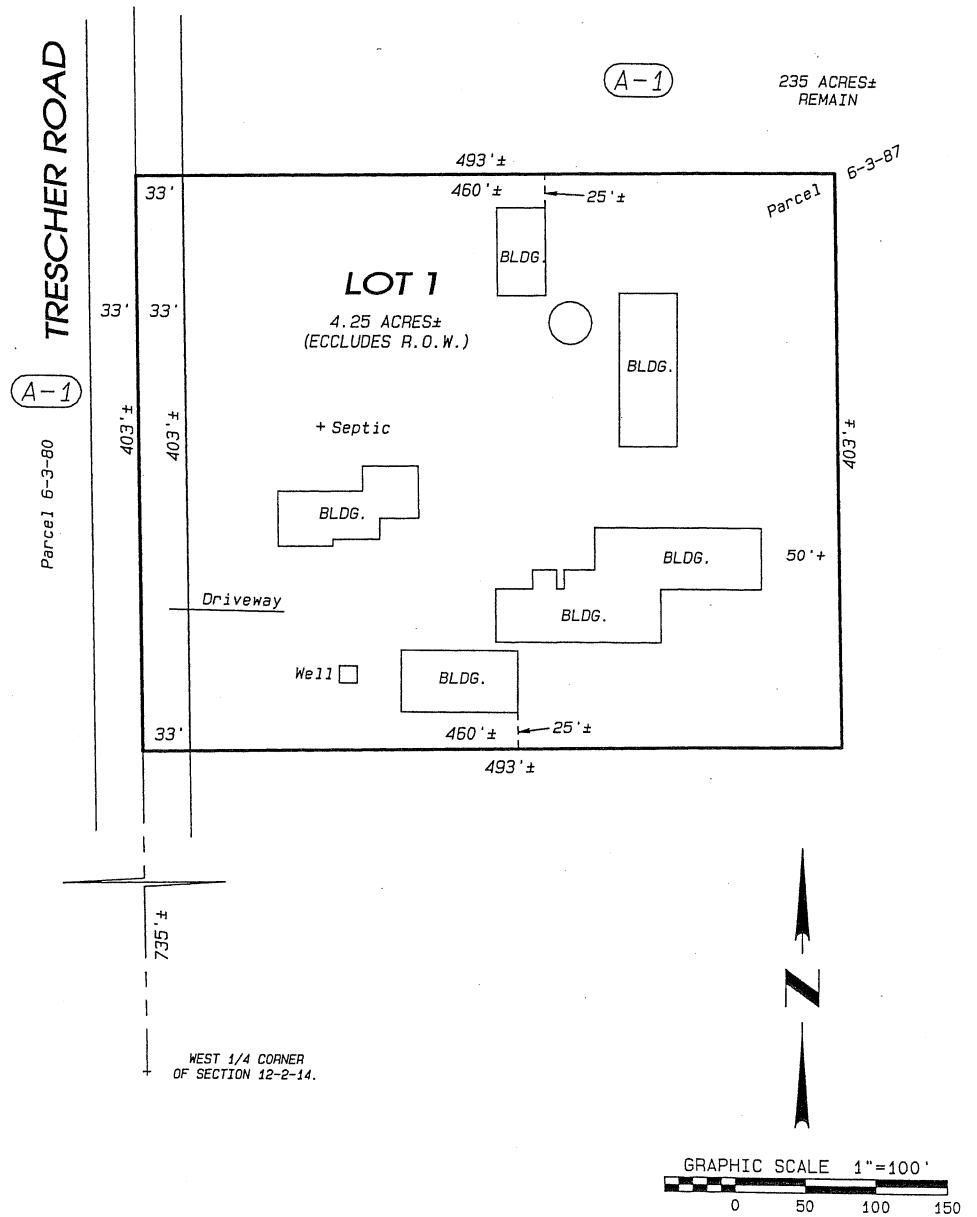 TRESCHER ROAD
A-1
235 ACRES±
REMAIN
493'±
33'
460'±
25'±
Parcel 6-3-87
BLDG.
LOT 1
4.25 ACRES±
(ECCLUDES R.O.W.)
33'
33'
BLDG.
A-1
403'±
403'±
403'±
+ Septic
Parcel 6-3-80
BLDG.
BLDG.
50'+
Driveway
BLDG.
Well
BLDG.
33'
460'±
25'±
493'±
735'±
N
WEST 1/4 CORNER
OF SECTION 12-2-14.
GRAPHIC SCALE 1"=100'
0 50 100 150